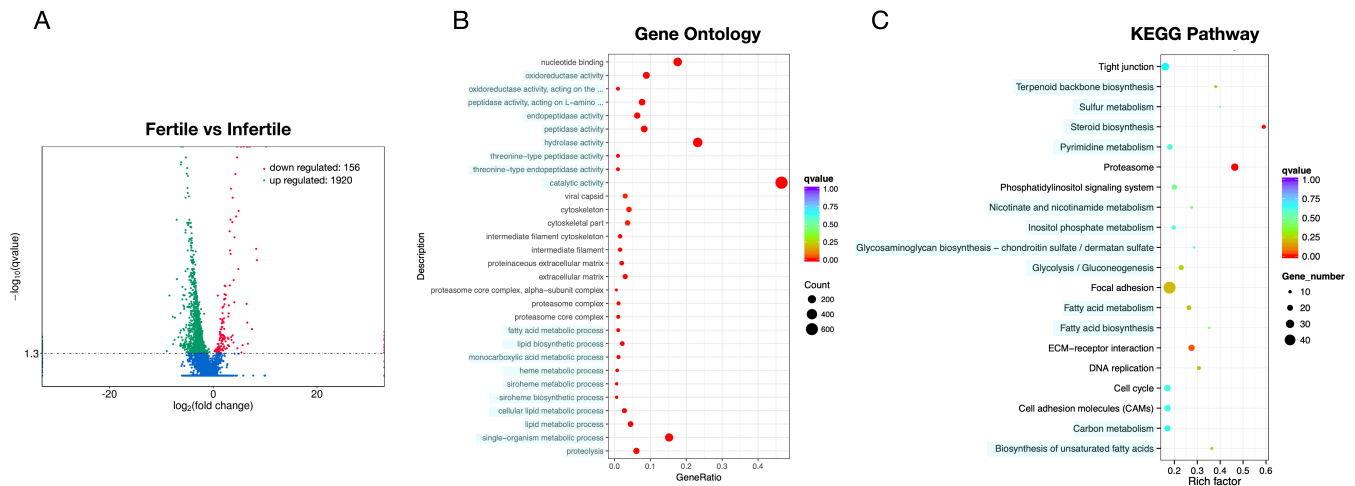 A
Fertile vs Infertile
down regulated: 156
up regulated: 1920
−log10(qvalue)
1.3
-20
0
20
log2(fold change)
B
Gene Ontology
Description
nucleotide binding
oxidoreductase activity
oxidoreductase activity, acting on the ...
peptidase activity, acting on L−amino ...
endopeptidase activity
peptidase activity
hydrolase activity
threonine−type peptidase activity
threonine−type endopeptidase activity
catalytic activity
viral capsid
cytoskeleton
cytoskeletal part
intermediate filament cytoskeleton
intermediate filament
proteinaceous extracellular matrix
extracellular matrix
proteasome core complex, alpha−subunit complex
proteasome complex
proteasome core complex
fatty acid metabolic process
lipid biosynthetic process
monocarboxylic acid metabolic process
heme metabolic process
siroheme metabolic process
siroheme biosynthetic process
cellular lipid metabolic process
lipid metabolic process
single−organism metabolic process
proteolysis
0.0 0.1 0.2 0.3 0.4
GeneRatio
qvalue
1.00
0.75
0.50
0.25
0.00
Count
200
400
600
C
KEGG Pathway
Tight junction
Terpenoid backbone biosynthesis
Sulfur metabolism
Steroid biosynthesis
Pyrimidine metabolism
Proteasome
Phosphatidylinositol signaling system
Nicotinate and nicotinamide metabolism
Inositol phosphate metabolism
Glycosaminoglycan biosynthesis − chondroitin sulfate / dermatan sulfate
Glycolysis / Gluconeogenesis
Focal adhesion
Fatty acid metabolism
Fatty acid biosynthesis
ECM−receptor interaction
DNA replication
Cell cycle
Cell adhesion molecules (CAMs)
Carbon metabolism
Biosynthesis of unsaturated fatty acids
0.2 0.3 0.4 0.5 0.6
Rich factor
qvalue
1.00
0.75
0.50
0.25
0.00
Gene_number
10
20
30
40